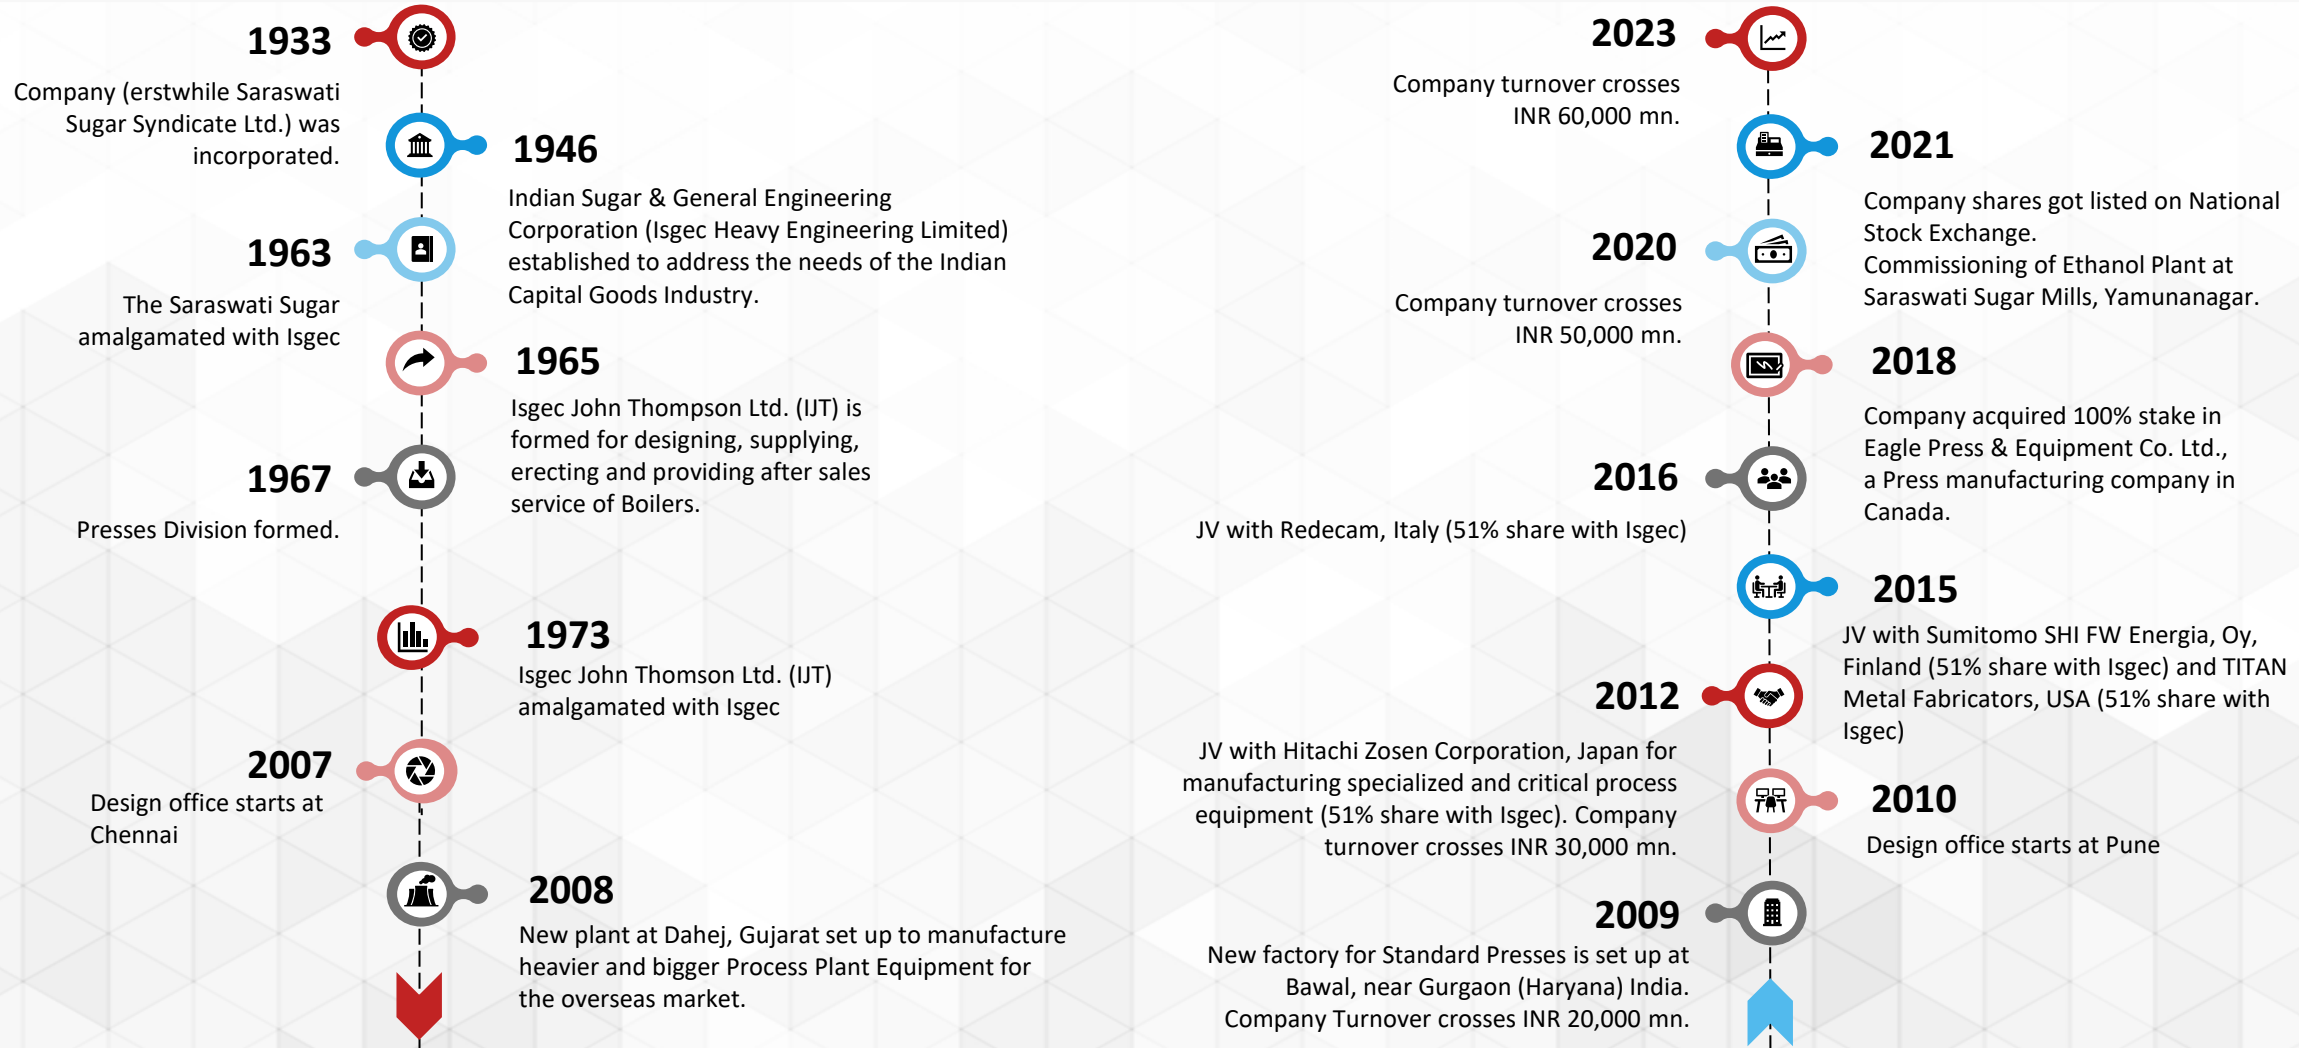 1933
Company (erstwhile Saraswati
Sugar Syndicate Ltd.) was
incorporated.
1946
Indian Sugar & General Engineering
Corporation (Isgec Heavy Engineering Limited)
established to address the needs of the Indian
Capital Goods Industry.
1963
The Saraswati Sugar
amalgamated with Isgec
1965
Isgec John Thompson Ltd. (IJT) is
formed for designing, supplying,
erecting and providing after sales
service of Boilers.
1967
Presses Division formed.
1973
Isgec John Thomson Ltd. (IJT)
amalgamated with Isgec
2007
Design office starts at
Chennai
2008
New plant at Dahej, Gujarat set up to manufacture
heavier and bigger Process Plant Equipment for
the overseas market.
2023
Company turnover crosses
INR 60,000 mn.
2021
Company shares got listed on National
Stock Exchange.
Commissioning of Ethanol Plant at
Saraswati Sugar Mills, Yamunanagar.
2020
Company turnover crosses
INR 50,000 mn.
2018
Company acquired 100% stake in
Eagle Press & Equipment Co. Ltd.,
a Press manufacturing company in
Canada.
2016
JV with Redecam, Italy (51% share with Isgec)
2015
JV with Sumitomo SHI FW Energia, Oy,
Finland (51% share with Isgec) and TITAN
Metal Fabricators, USA (51% share with
Isgec)
2012
JV with Hitachi Zosen Corporation, Japan for
manufacturing specialized and critical process
equipment (51% share with Isgec). Company
turnover crosses INR 30,000 mn.
2010
Design office starts at Pune
2009
New factory for Standard Presses is set up at
Bawal, near Gurgaon (Haryana) India.
Company Turnover crosses INR 20,000 mn.